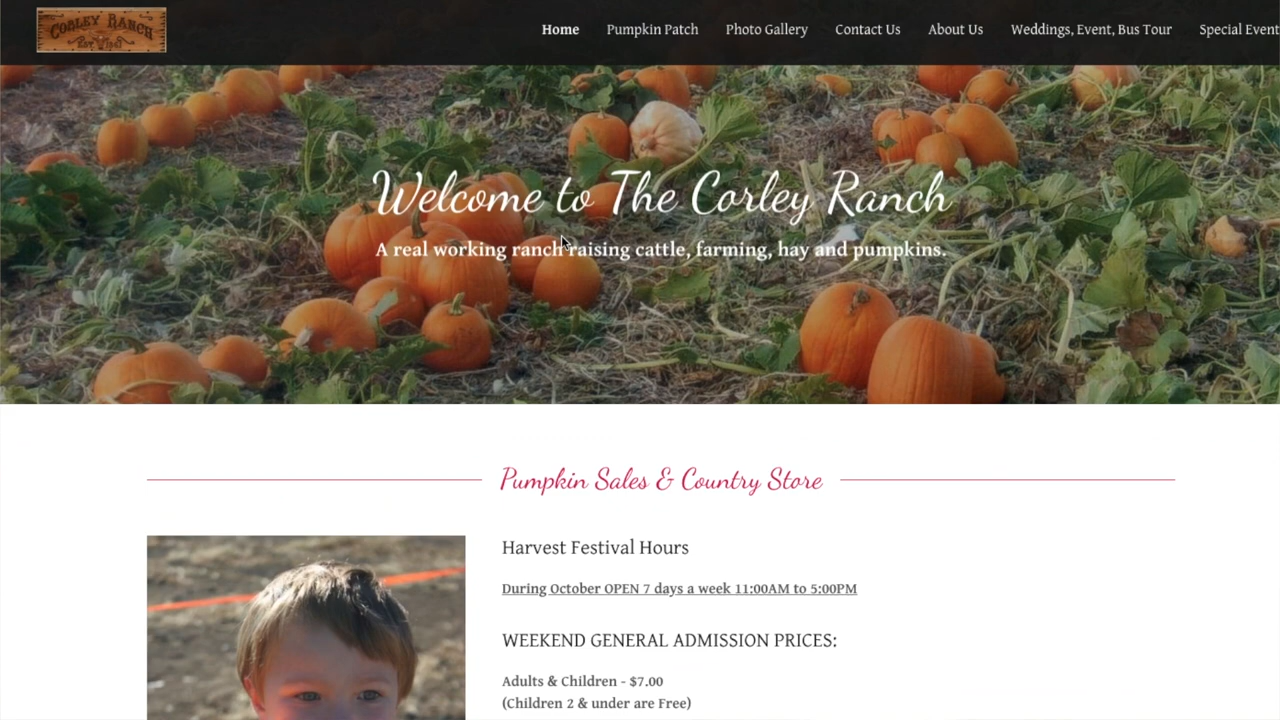 CORLEY RANCH
Home
Pumpkin Patch
Photo Gallery
Contact Us
About Us
Weddings, Event, Bus Tour
Special Event
Welcome to The Corley Ranch
A real working ranch raising cattle, farming, hay and pumpkins.
Pumpkin Sales & Country Store
Harvest Festival Hours
During October OPEN 7 days a week 11:00AM to 5:00PM
WEEKEND GENERAL ADMISSION PRICES:
Adults & Children - $7.00
(Children 2 & under are Free)